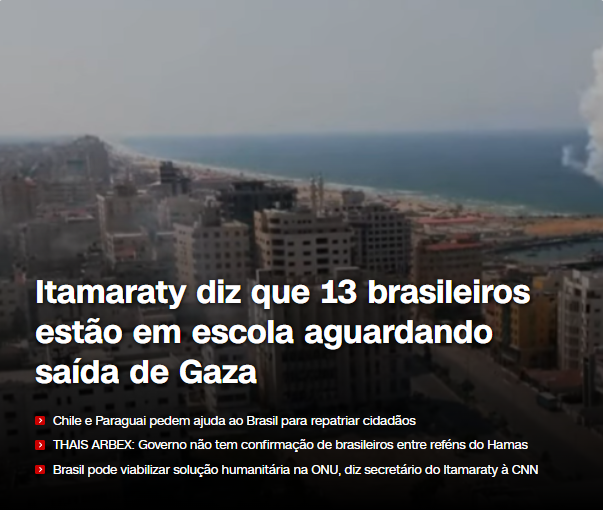 Itamaraty diz que 13 brasileiros
estão em escola aguardando
saída de Gaza
Chile e Paraguai pedem ajuda ao Brasil para repatriar cidadãos
THAIS ARBEX: Governo não tem confirmação de brasileiros entre reféns do Hamas
Brasil pode viabilizar solução humanitária na ONU, diz secretário do Itamaraty à CNN